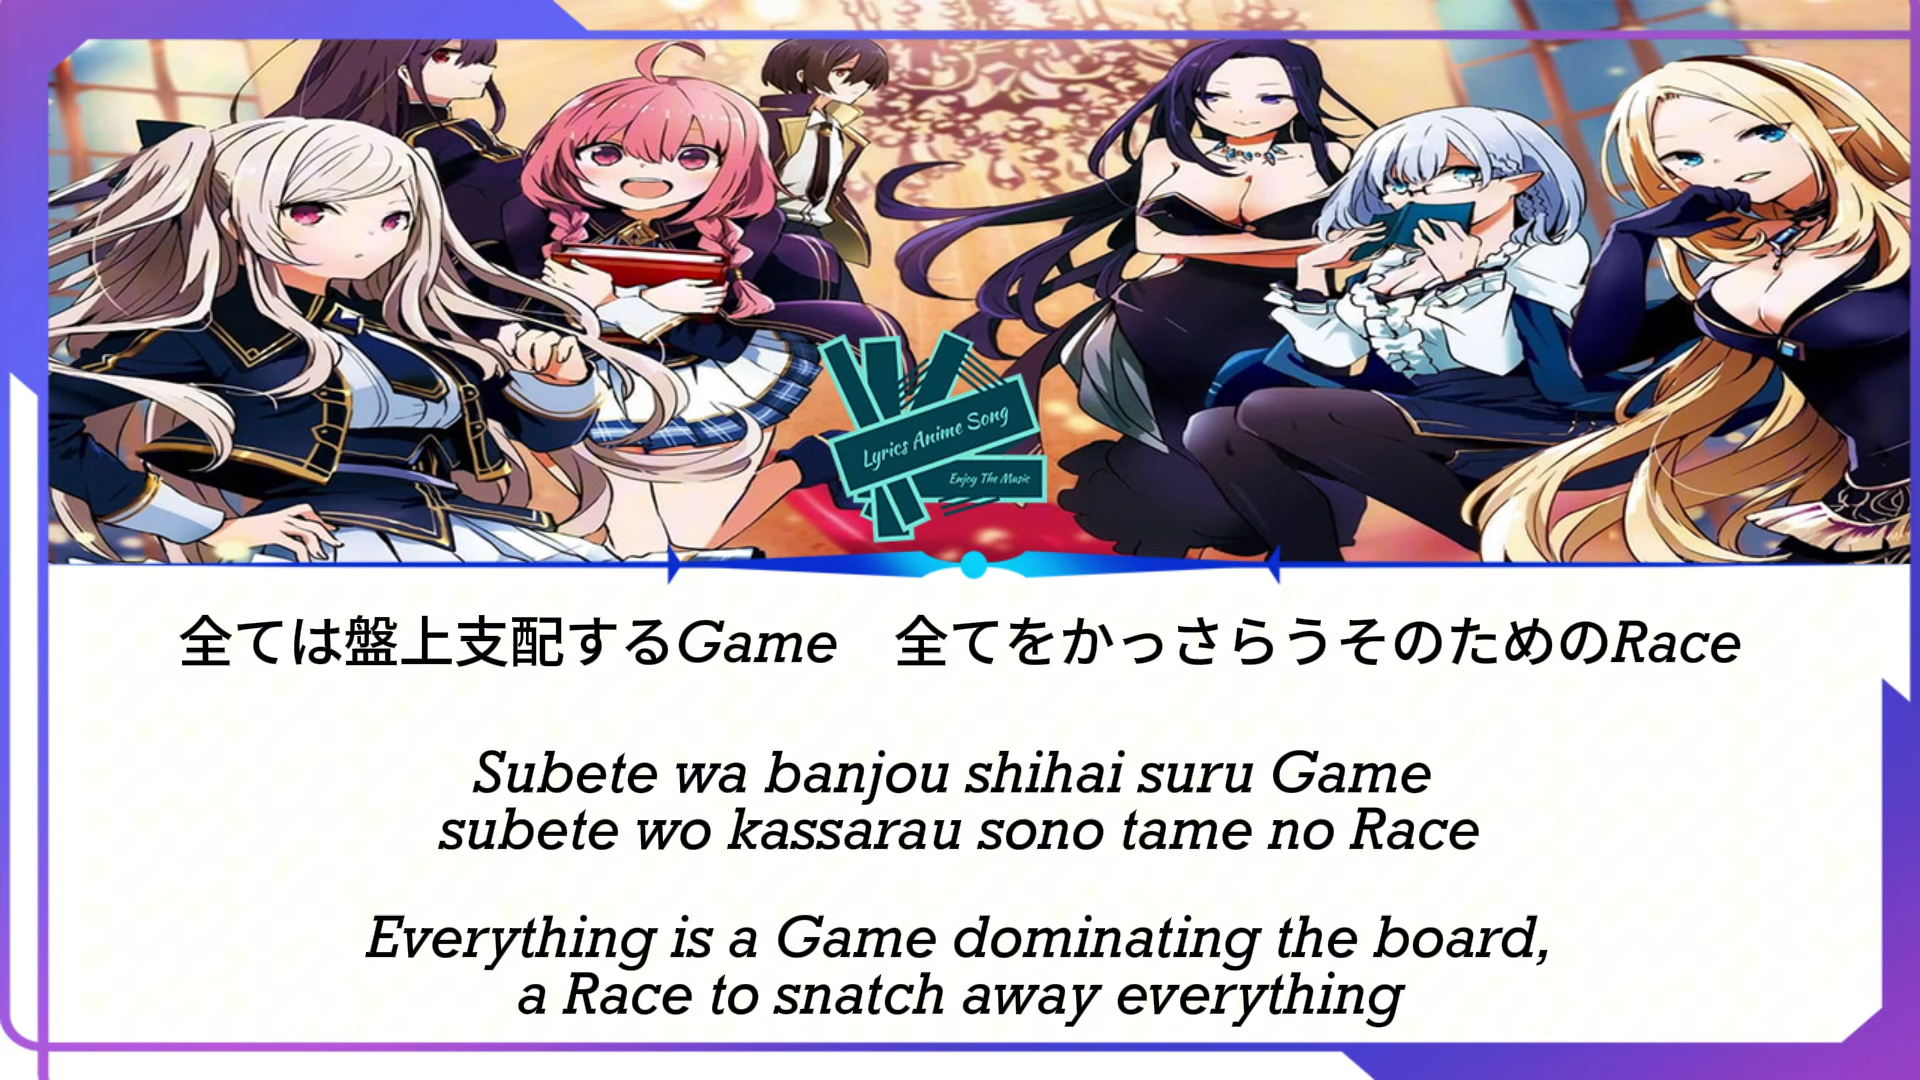 Lyrics Anime Song
Enjoy The Music
全ては盤上支配するGame　全てをかっさらうそのためのRace
Subete wa banjou shihai suru Game
subete wo kassarau sono tame no Race
Everything is a Game dominating the board,
a Race to snatch away everything